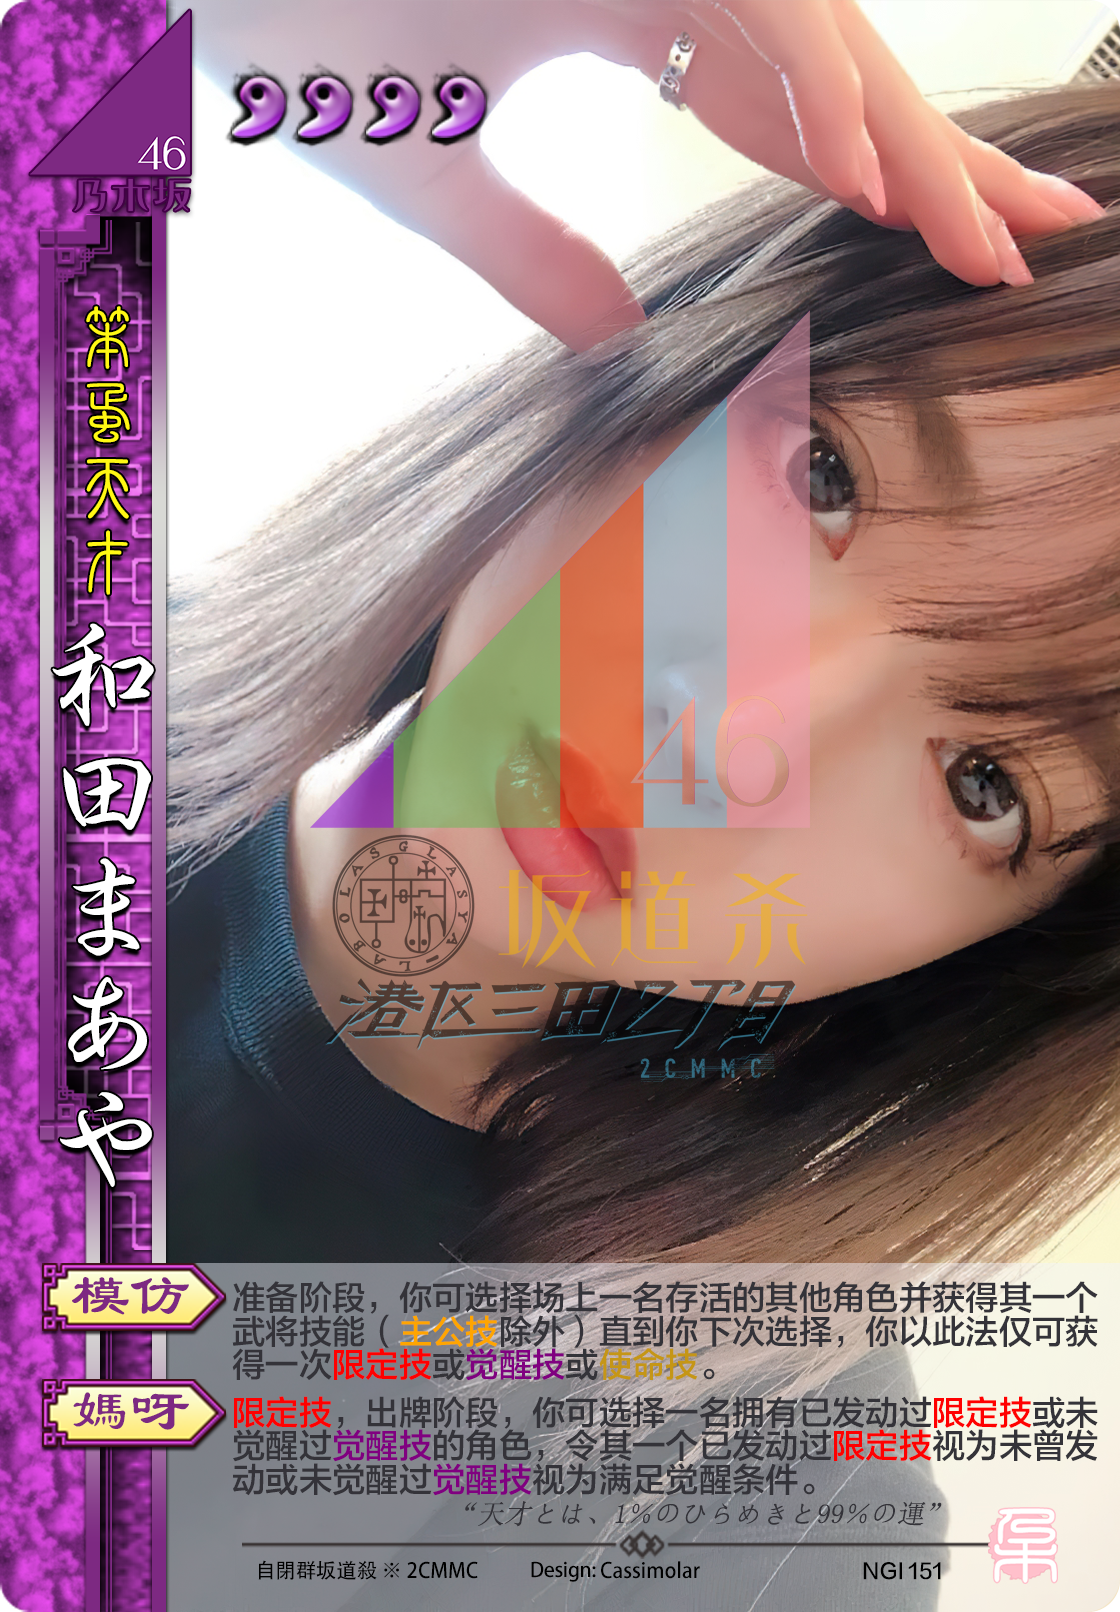 46
乃木坂
笨蛋天才
和田まあや
46
GLASYA-LABOLAS
坂道杀
港区三田2丁目
2CMMC
模仿
准备阶段，你可选择场上一名存活的其他角色并获得其一个
武将技能（主公技除外）直到你下次选择，你以此法仅可获
得一次限定技或觉醒技或使命技。
媽呀
限定技，出牌阶段，你可选择一名拥有已发动过限定技或未
觉醒过觉醒技的角色，令其一个已发动过限定技视为未曾发
动或未觉醒过觉醒技视为满足觉醒条件。
“天才とは、1%のひらめきと99%の運”
自閉群坂道殺 ※ 2CMMC
Design: Cassimolar
NGI 151